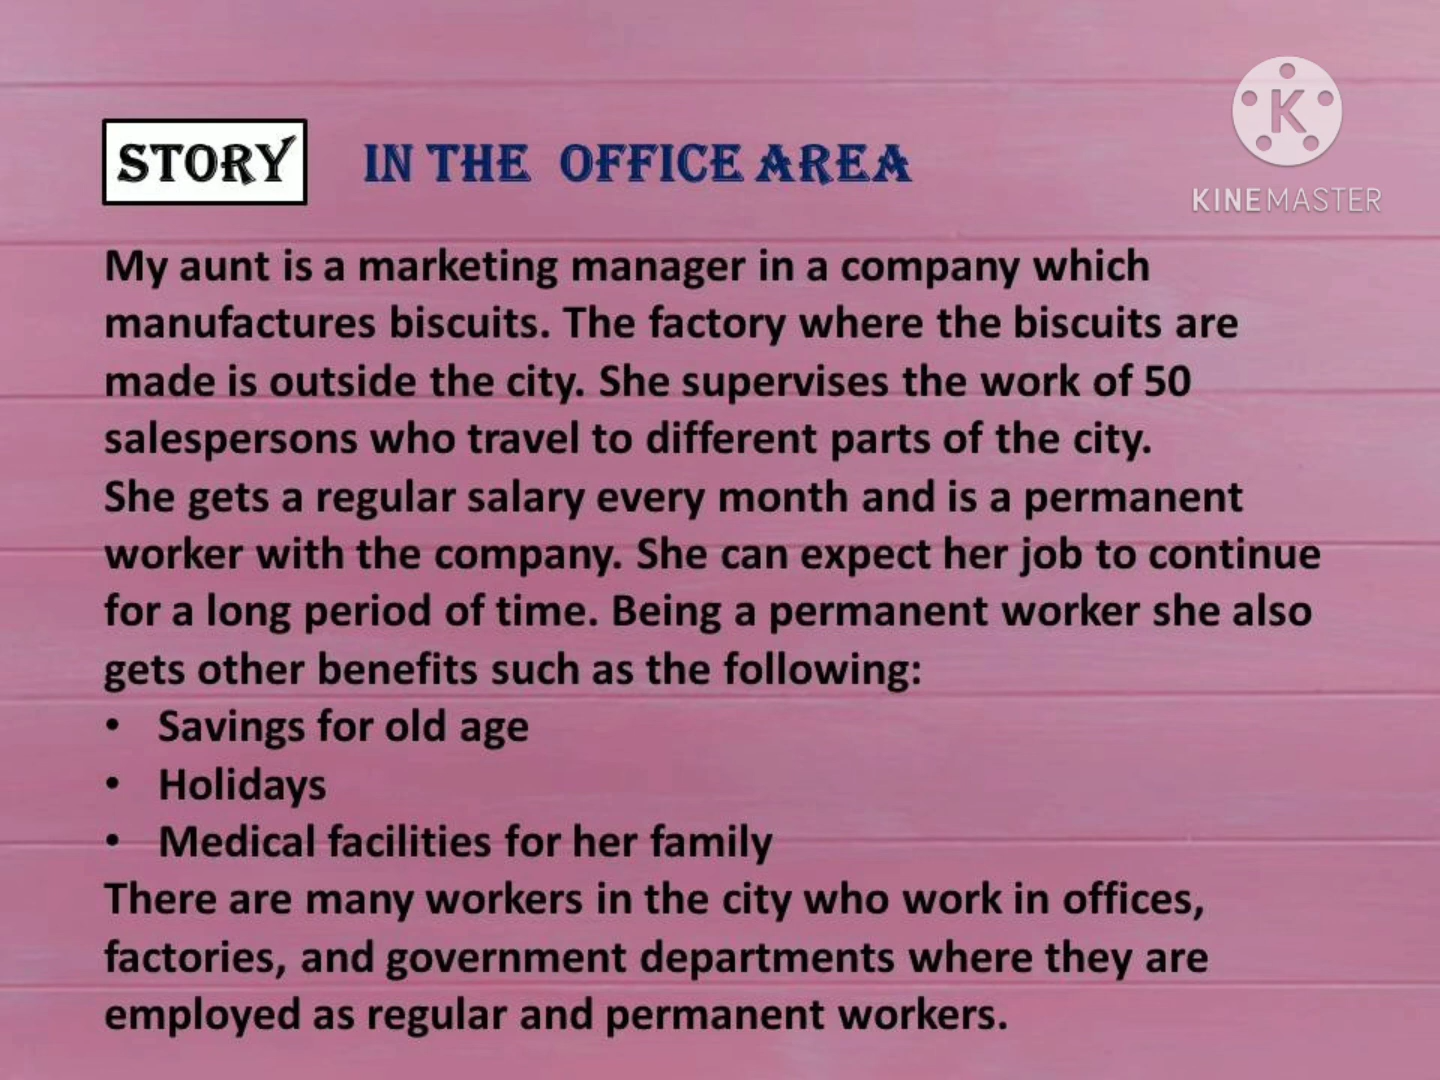 K
KINEMASTER
STORY IN THE OFFICE AREA
My aunt is a marketing manager in a company which
manufactures biscuits. The factory where the biscuits are
made is outside the city. She supervises the work of 50
salespersons who travel to different parts of the city.
She gets a regular salary every month and is a permanent
worker with the company. She can expect her job to continue
for a long period of time. Being a permanent worker she also
gets other benefits such as the following:
• Savings for old age
• Holidays
• Medical facilities for her family
There are many workers in the city who work in offices,
factories, and government departments where they are
employed as regular and permanent workers.